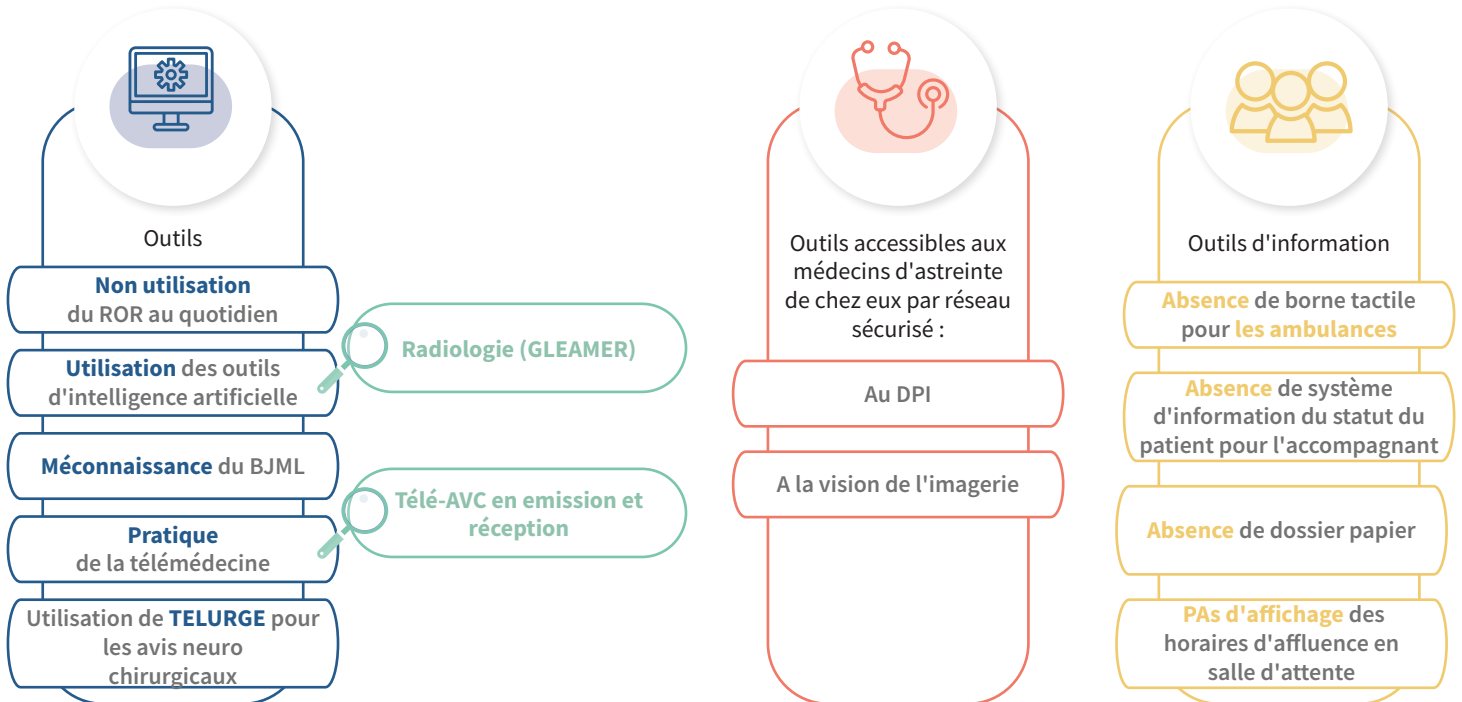 Outils
Non utilisation
du ROR au quotidien
Utilisation des outils
d'intelligence artificielle
Radiologie (GLEAMER)
Méconnaissance du BJML
Pratique
de la télémédecine
Télé-AVC en emission et
réception
Utilisation de TELURGE pour
les avis neuro
chirurgicaux
Outils accessibles aux
médecins d'astreinte
de chez eux par réseau
sécurisé :
Au DPI
A la vision de l'imagerie
Outils d'information
Absence de borne tactile
pour les ambulances
Absence de système
d'information du statut du
patient pour l'accompagnant
Absence de dossier papier
PAs d'affichage des
horaires d'affluence en
salle d'attente